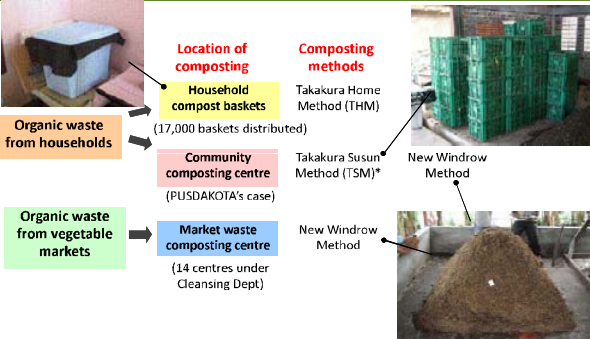 Location of
composting
Composting
methods
Household
compost baskets
Takakura Home
Method (THM)
(17,000 baskets distributed)
Organic waste
from households
Community
composting centre
Takakura Susun
Method (TSM)*
New Windrow
Method
(PUSDAKOTA's case)
Organic waste
from vegetable
markets
Market waste
composting centre
New Windrow
Method
(14 centres under
Cleansing Dept)